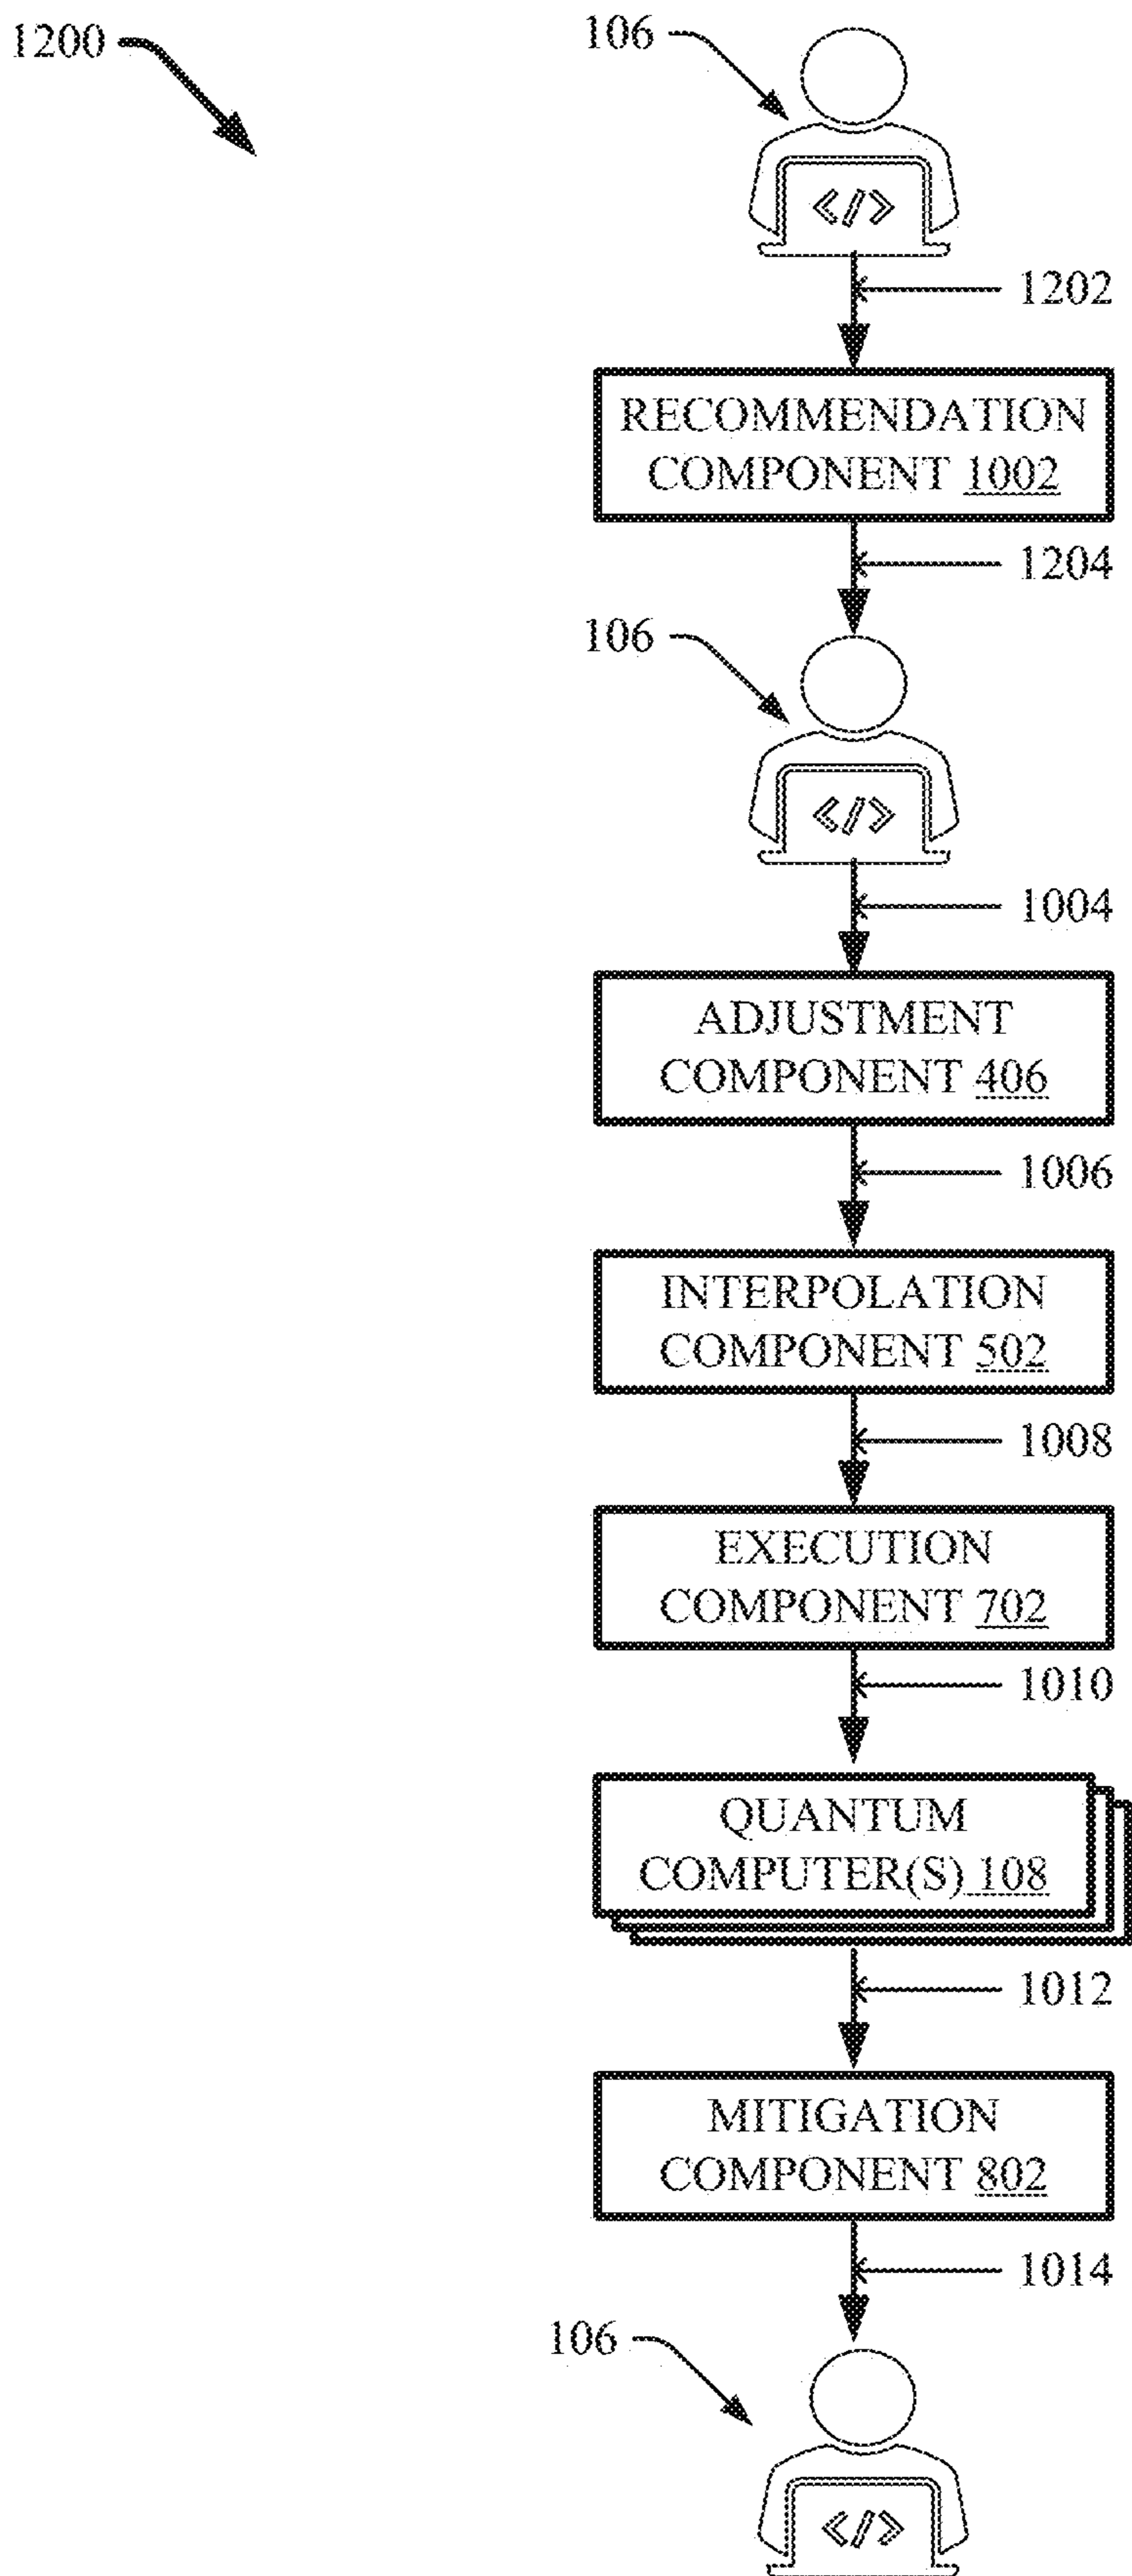 1200
106
</>
1202
RECOMMENDATION
COMPONENT 1002
1204
106
</>
1004
ADJUSTMENT
COMPONENT 406
1006
INTERPOLATION
COMPONENT 502
1008
EXECUTION
COMPONENT 702
1010
QUANTUM
COMPUTER(S) 108
1012
MITIGATION
COMPONENT 802
1014
106
</>